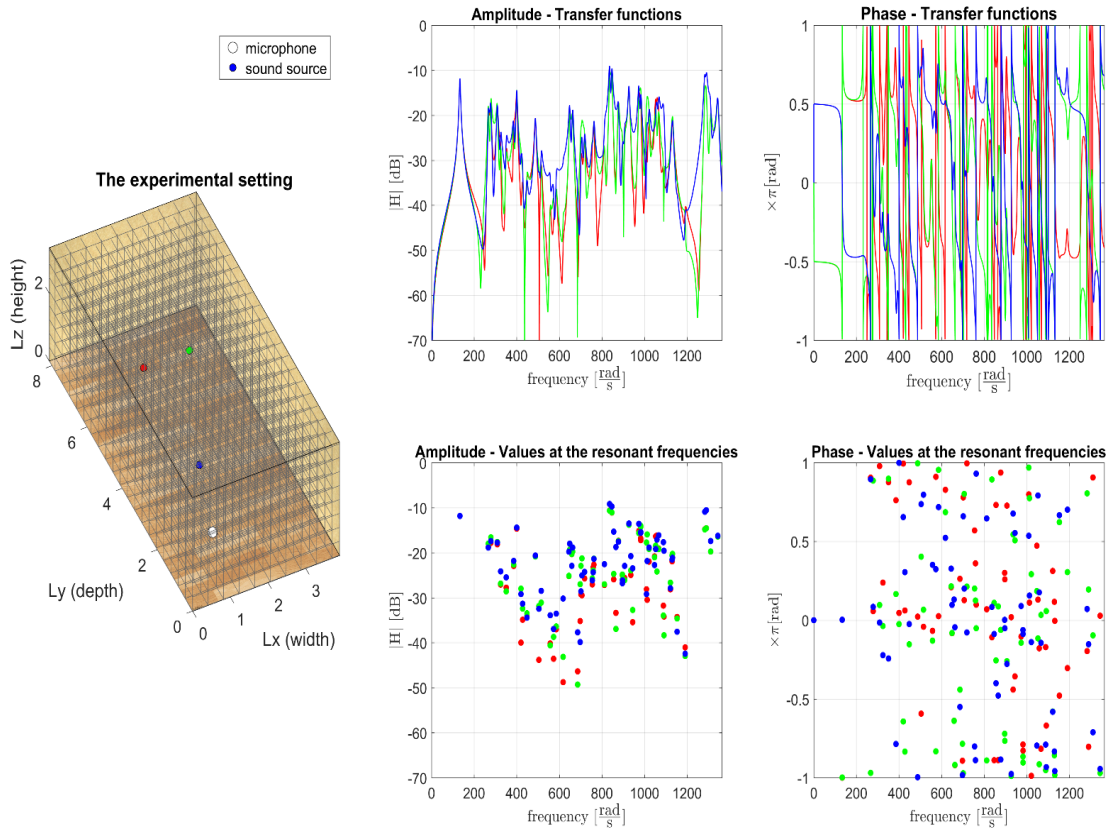 microphone
sound source
The experimental setting
Lz (height)
2
0
8
6
4
2
0
Ly (depth)
0
1
2
3
Lx (width)
Amplitude - Transfer functions
0
-10
-20
-30
-40
-50
-60
-70
|H| [dB]
0 200 400 600 800 1000 1200
frequency [rad/s]
Phase - Transfer functions
1
0.5
0
-0.5
-1
×π[rad]
0 200 400 600 800 1000 1200
frequency [rad/s]
Amplitude - Values at the resonant frequencies
0
-10
-20
-30
-40
-50
-60
-70
|H| [dB]
0 200 400 600 800 1000 1200
frequency [rad/s]
Phase - Values at the resonant frequencies
1
0.5
0
-0.5
-1
×π[rad]
0 200 400 600 800 1000 1200
frequency [rad/s]